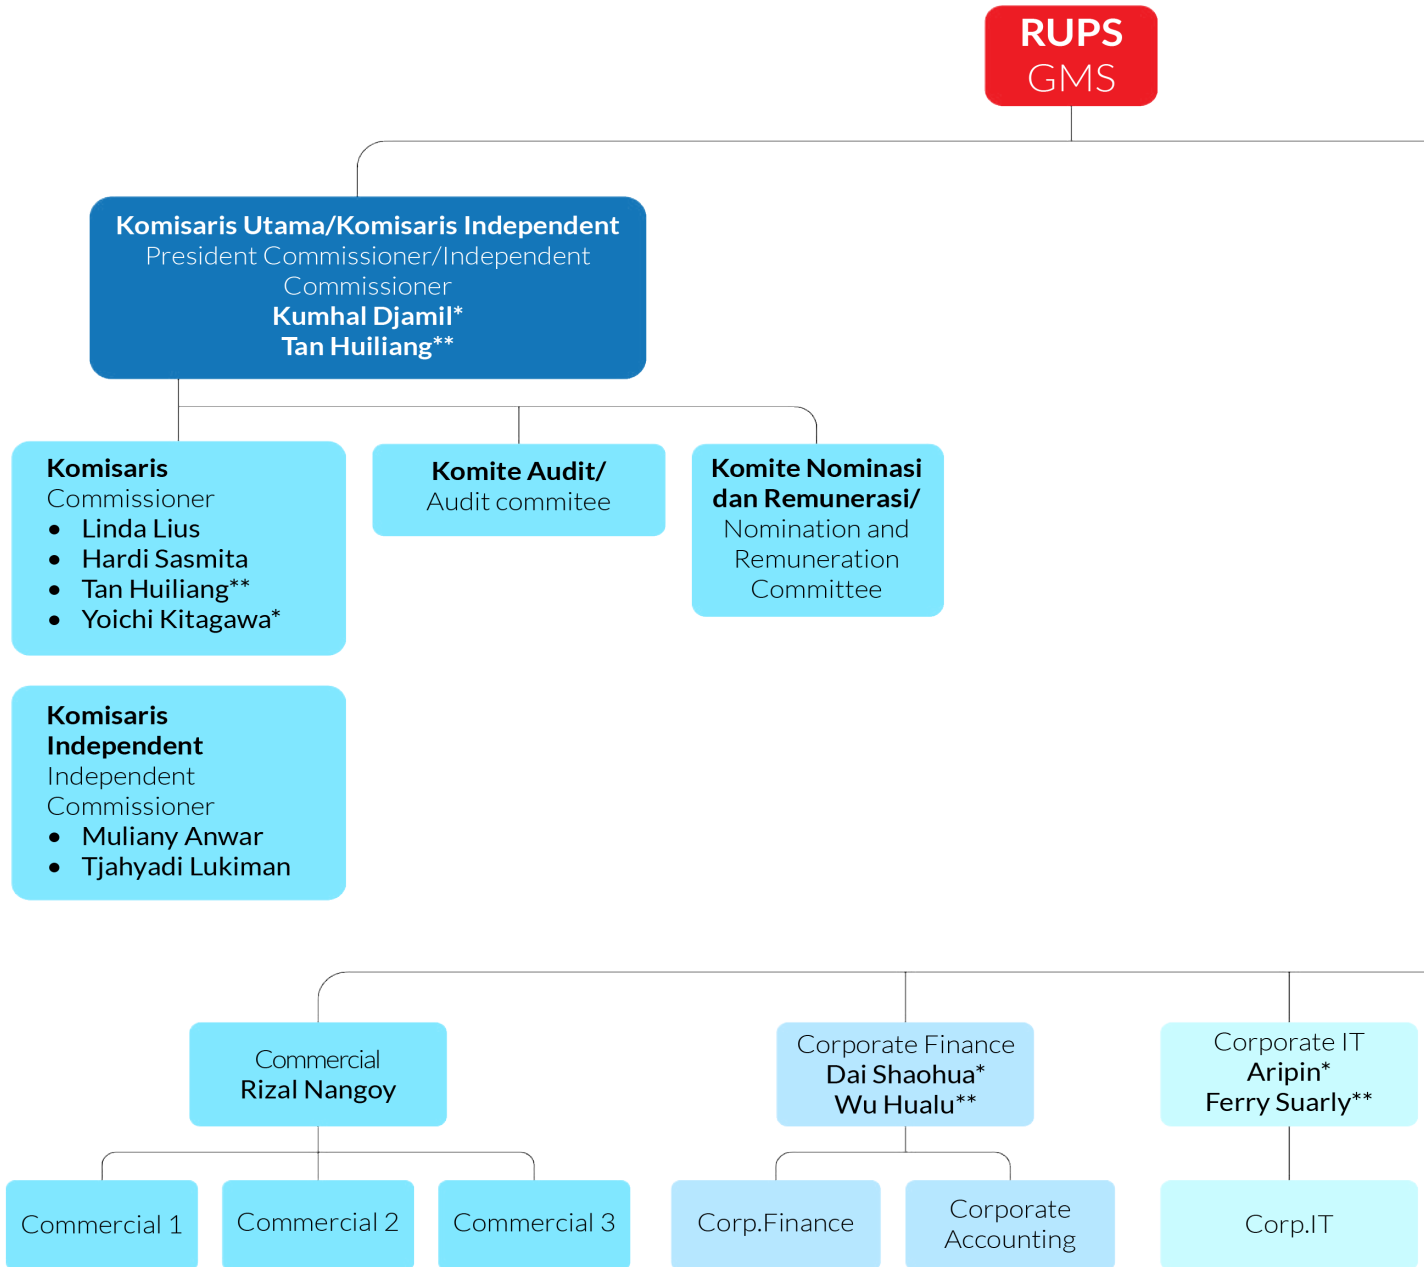 RUPS
GMS
Komisaris Utama/Komisaris Independent
President Commissioner/Independent
Commissioner
Kumhal Djamil*
Tan Huiliang**
Komisaris
Commissioner
• Linda Lius
• Hardi Sasmita
• Tan Huiliang**
• Yoichi Kitagawa*
Komite Audit/
Audit commitee
Komite Nominasi
dan Remunerasi/
Nomination and
Remuneration
Committee
Komisaris
Independent
Independent
Commissioner
• Muliany Anwar
• Tjahyadi Lukiman
Commercial
Rizal Nangoy
Corporate Finance
Dai Shaohua*
Wu Hualu**
Corporate IT
Aripin*
Ferry Suarly**
Commercial 1
Commercial 2
Commercial 3
Corp.Finance
Corporate
Accounting
Corp.IT